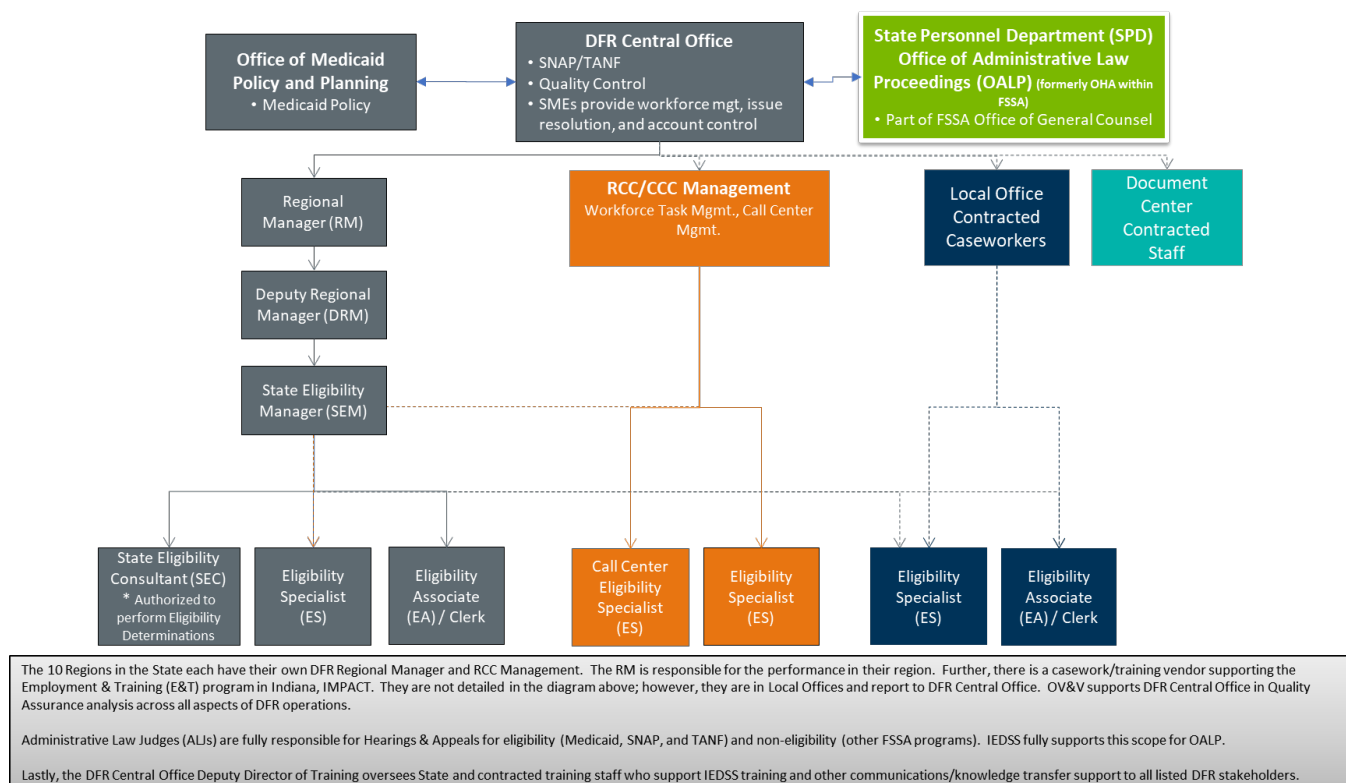 Office of Medicaid
Policy and Planning
• Medicaid Policy
DFR Central Office
• SNAP/TANF
• Quality Control
• SMEs provide workforce mgt, issue
resolution, and account control
State Personnel Department (SPD)
Office of Administrative Law
Proceedings (OALP) (formerly OHA within
FSSA)
• Part of FSSA Office of General Counsel
Regional
Manager (RM)
RCC/CCC Management
Workforce Task Mgmt., Call Center
Mgmt.
Local Office
Contracted
Caseworkers
Document
Center
Contracted
Staff
Deputy Regional
Manager (DRM)
State Eligibility
Manager (SEM)
State Eligibility
Consultant (SEC)
* Authorized to
perform Eligibility
Determinations
Eligibility
Specialist
(ES)
Eligibility
Associate
(EA) / Clerk
Call Center
Eligibility
Specialist
(ES)
Eligibility
Specialist
(ES)
Eligibility
Specialist
(ES)
Eligibility
Associate
(EA) / Clerk
The 10 Regions in the State each have their own DFR Regional Manager and RCC Management. The RM is responsible for the performance in their region. Further, there is a casework/training vendor supporting the
Employment & Training (E&T) program in Indiana, IMPACT. They are not detailed in the diagram above; however, they are in Local Offices and report to DFR Central Office. OV&V supports DFR Central Office in Quality
Assurance analysis across all aspects of DFR operations.
Administrative Law Judges (ALJs) are fully responsible for Hearings & Appeals for eligibility (Medicaid, SNAP, and TANF) and non-eligibility (other FSSA programs). IEDSS fully supports this scope for OALP.
Lastly, the DFR Central Office Deputy Director of Training oversees State and contracted training staff who support IEDSS training and other communications/knowledge transfer support to all listed DFR stakeholders.